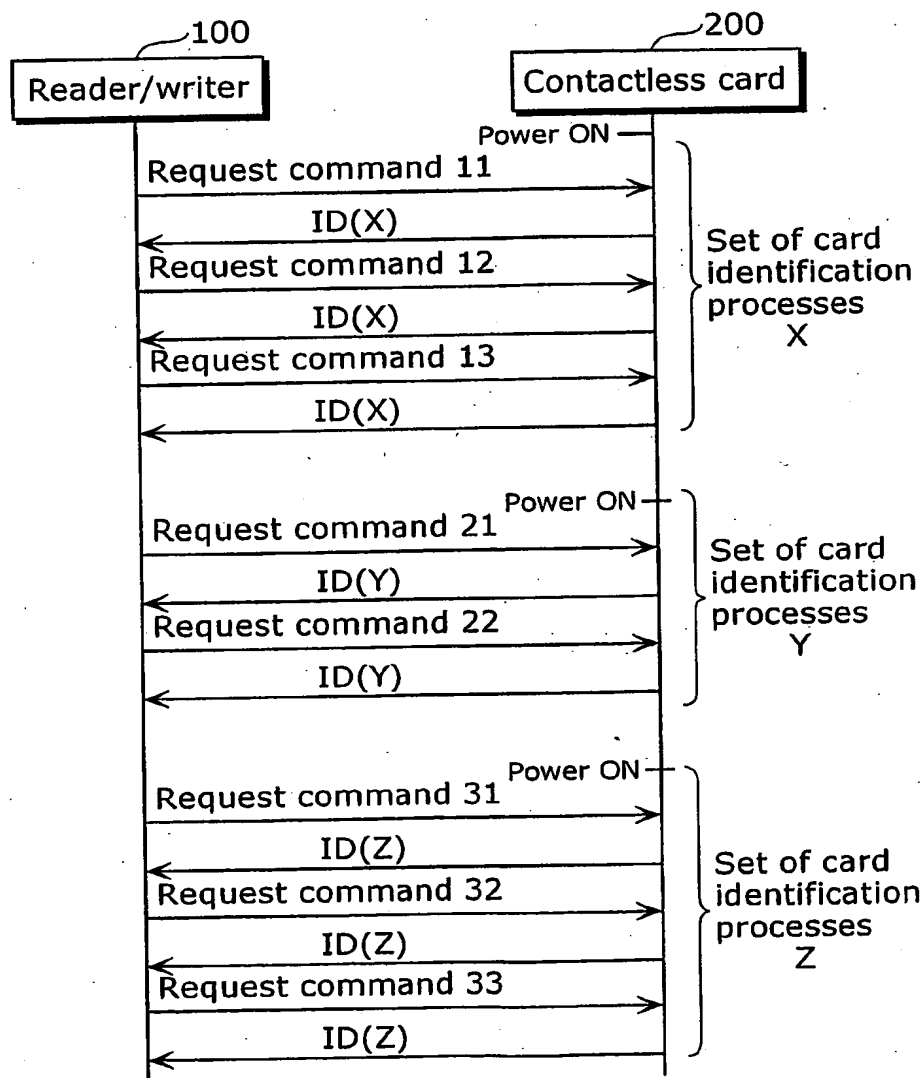 100
200
Reader/writer
Contactless card
Power ON
Request command 11
ID(X)
Request command 12
ID(X)
Request command 13
ID(X)
Set of card
identification
processes
X
Power ON
Request command 21
ID(Y)
Request command 22
ID(Y)
Set of card
identification
processes
Y
Power ON
Request command 31
ID(Z)
Request command 32
ID(Z)
Request command 33
ID(Z)
Set of card
identification
processes
Z